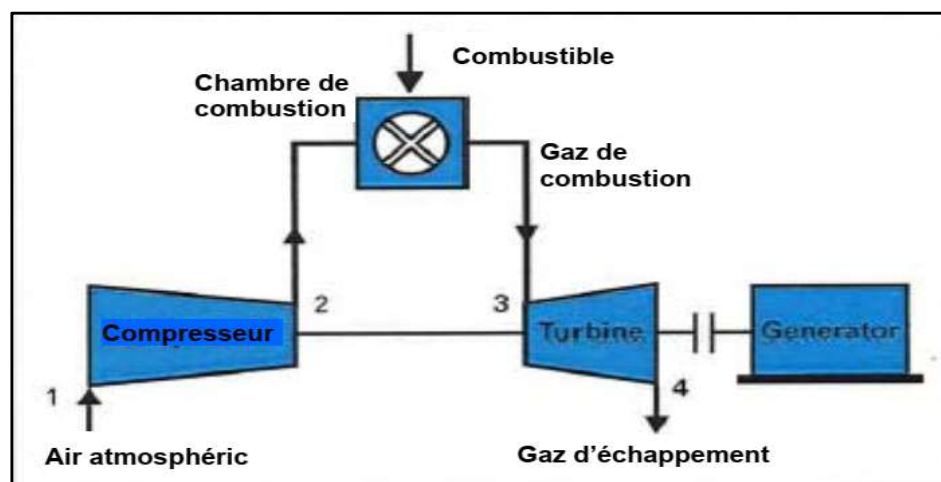 Combustible
Chambre de
combustion
Gaz de
combustion
2
3
Compresseur
Turbine
Generator
1
4
Air atmosphéric
Gaz d’échappement